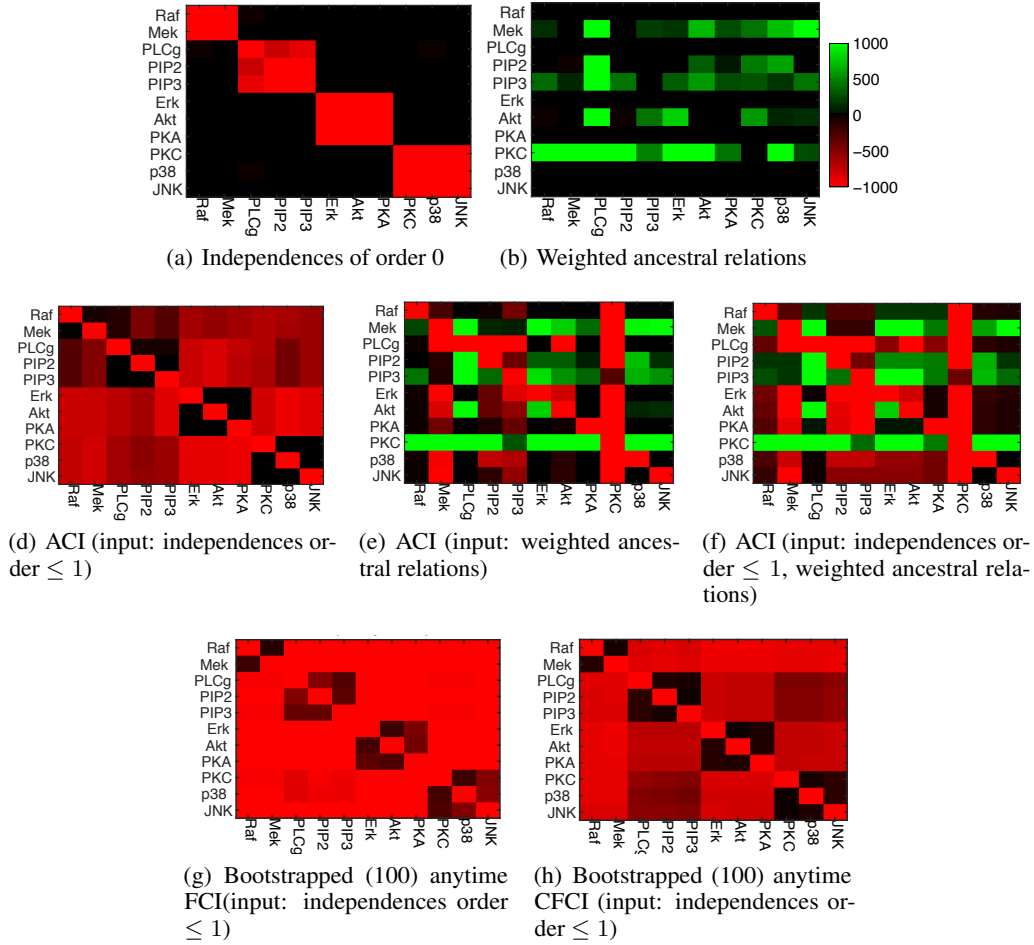 Raf
Mek
PLCg
PIP2
PIP3
Erk
Akt
PKA
PKC
p38
JNK
Raf
Mek
PLCg
PIP2
PIP3
Erk
Akt
PKA
PKC
p38
JNK
(a) Independences of order 0
Raf
Mek
PLCg
PIP2
PIP3
Erk
Akt
PKA
PKC
p38
JNK
Raf
Mek
PLCg
PIP2
PIP3
Erk
Akt
PKA
PKC
p38
JNK
1000
500
0
−500
−1000
(b) Weighted ancestral relations
Raf
Mek
PLCg
PIP2
PIP3
Erk
Akt
PKA
PKC
p38
JNK
Raf
Mek
PLCg
PIP2
PIP3
Erk
Akt
PKA
PKC
p38
JNK
(d) ACI (input: independences or-
der ≤ 1)
Raf
Mek
PLCg
PIP2
PIP3
Erk
Akt
PKA
PKC
p38
JNK
Raf
Mek
PLCg
PIP2
PIP3
Erk
Akt
PKA
PKC
p38
JNK
(e) ACI (input: weighted ances-
tral relations)
Raf
Mek
PLCg
PIP2
PIP3
Erk
Akt
PKA
PKC
p38
JNK
Raf
Mek
PLCg
PIP2
PIP3
Erk
Akt
PKA
PKC
p38
JNK
(f) ACI (input: independences or-
der ≤ 1, weighted ancestral rela-
tions)
Raf
Mek
PLCg
PIP2
PIP3
Erk
Akt
PKA
PKC
p38
JNK
Raf
Mek
PLCg
PIP2
PIP3
Erk
Akt
PKA
PKC
p38
JNK
(g) Bootstrapped (100) anytime
FCI(input: independences order
≤ 1)
Raf
Mek
PLCg
PIP2
PIP3
Erk
Akt
PKA
PKC
p38
JNK
Raf
Mek
PLCg
PIP2
PIP3
Erk
Akt
PKA
PKC
p38
JNK
(h) Bootstrapped (100) anytime
CFCI (input: independences or-
der ≤ 1)